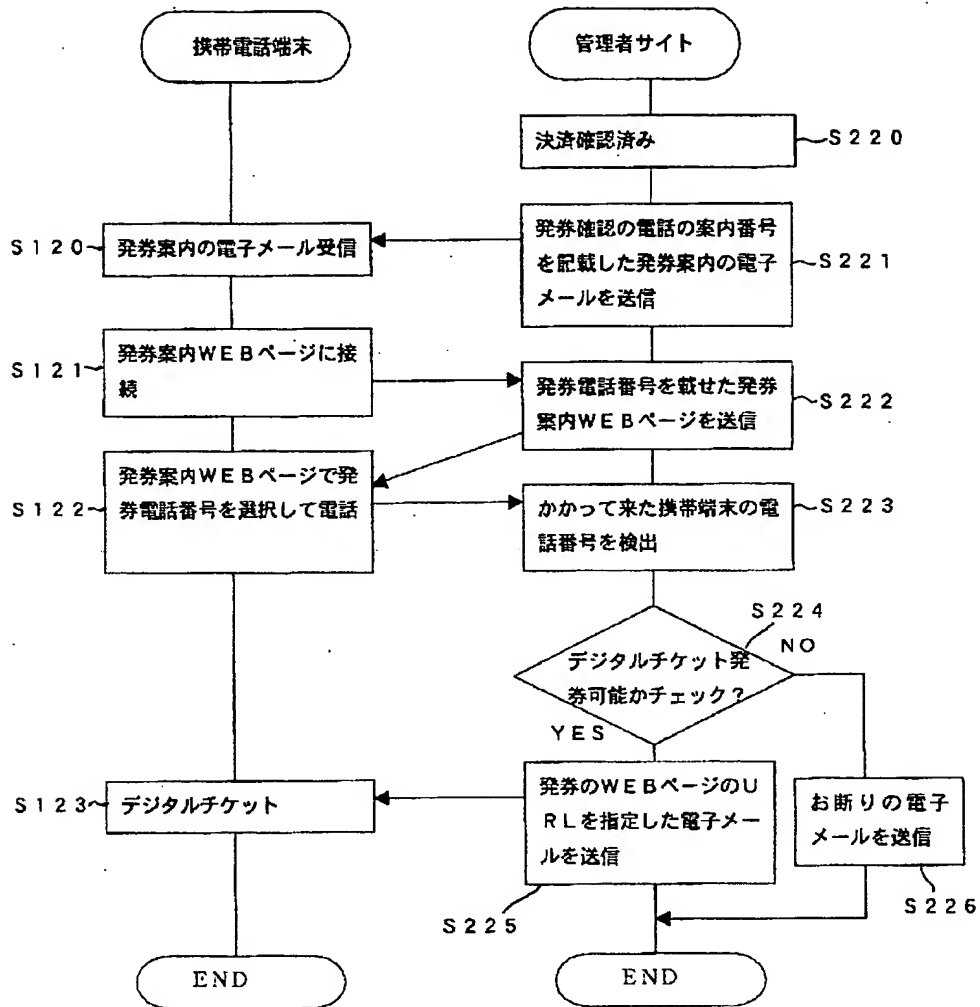 携帯電話端末
管理者サイト
決済確認済み
S220
S120
発券案内の電子メール受信
発券確認の電話の案内番号
を記載した発券案内の電子
メールを送信
S221
S121
発券案内WEBページに接
続
発券電話番号を載せた発券
案内WEBページを送信
S222
S122
発券案内WEBページで発
券電話番号を選択して電話
かかって来た携帯端末の電
話番号を検出
S223
S224
デジタルチケット発
券可能かチェック?
NO
YES
S123
デジタルチケット
発券のWEBページのU
RLを指定した電子メー
ルを送信
S225
お断りの電子
メールを送信
S226
END
END